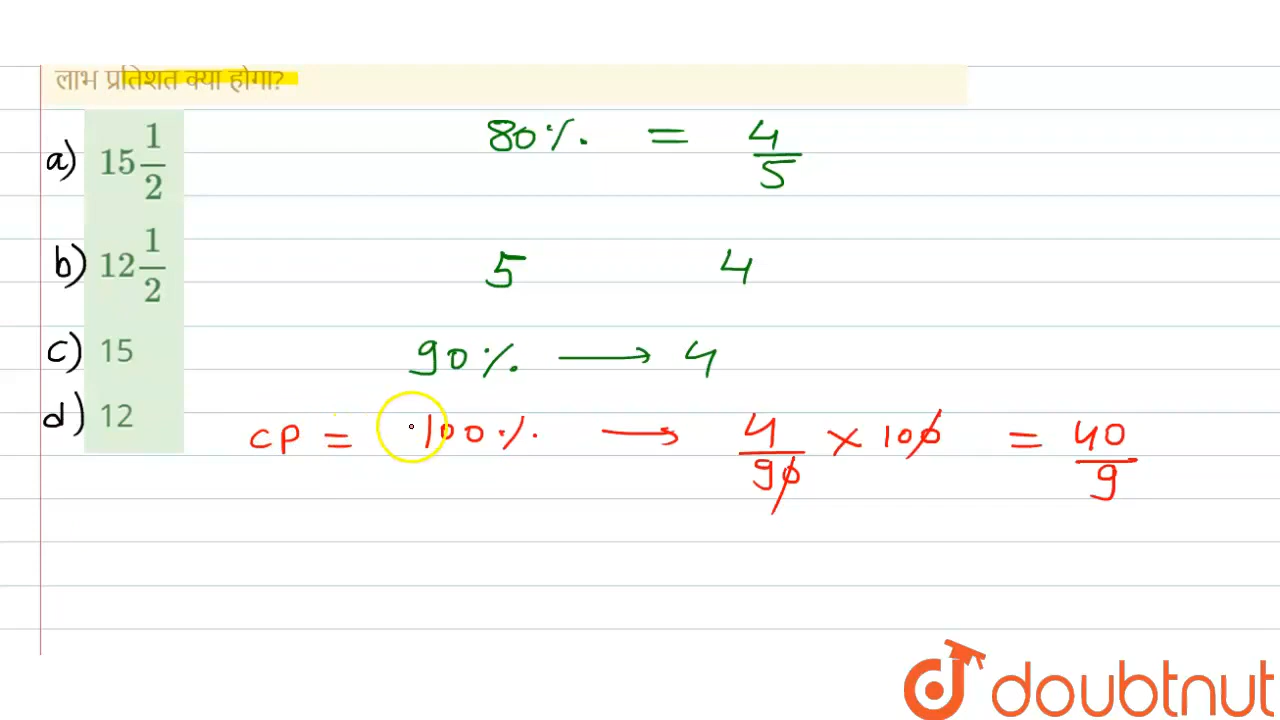 लाभ प्रतिशत क्या होगा?
a) 15 1/2
80% = 4/5
b) 12 1/2
5 4
c) 15
90% → 4
d) 12
CP = 100% → 4/90 × 100 = 40/9
doubtnut